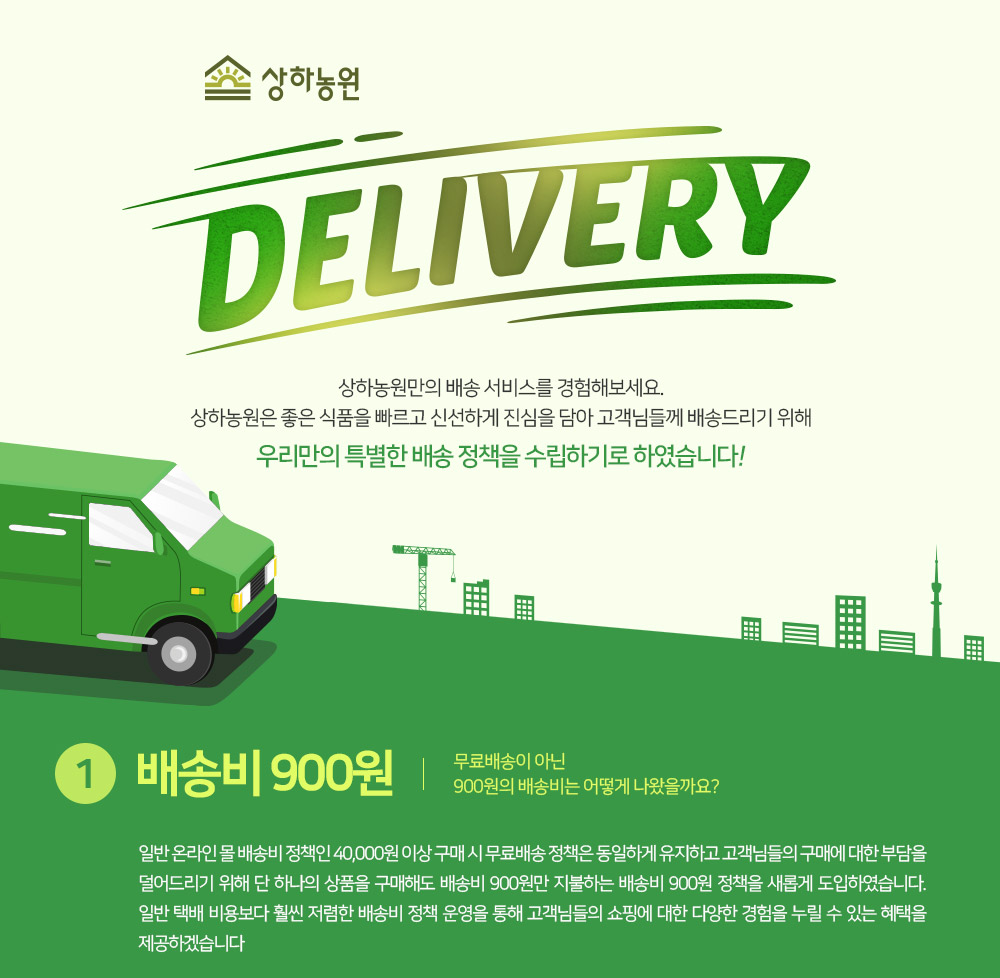 상하농원
DELIVERY
상하농원만의 배송 서비스를 경험해보세요.
상하농원은 좋은 식품을 빠르고 신선하게 진심을 담아 고객님들께 배송드리기 위해
우리만의 특별한 배송 정책을 수립하기로 하였습니다!
1 배송비 900원
무료배송이 아닌
900원의 배송비는 어떻게 나왔을까요?
일반 온라인 몰 배송비 정책인 40,000원 이상 구매 시 무료배송 정책은 동일하게 유지하고 고객님들의 구매에 대한 부담을
덜어드리기 위해 단 하나의 상품을 구매해도 배송비 900원만 지불하는 배송비 900원 정책을 새롭게 도입하였습니다.
일반 택배 비용보다 훨씬 저렴한 배송비 정책 운영을 통해 고객님들의 쇼핑에 대한 다양한 경험을 누릴 수 있는 혜택을
제공하겠습니다